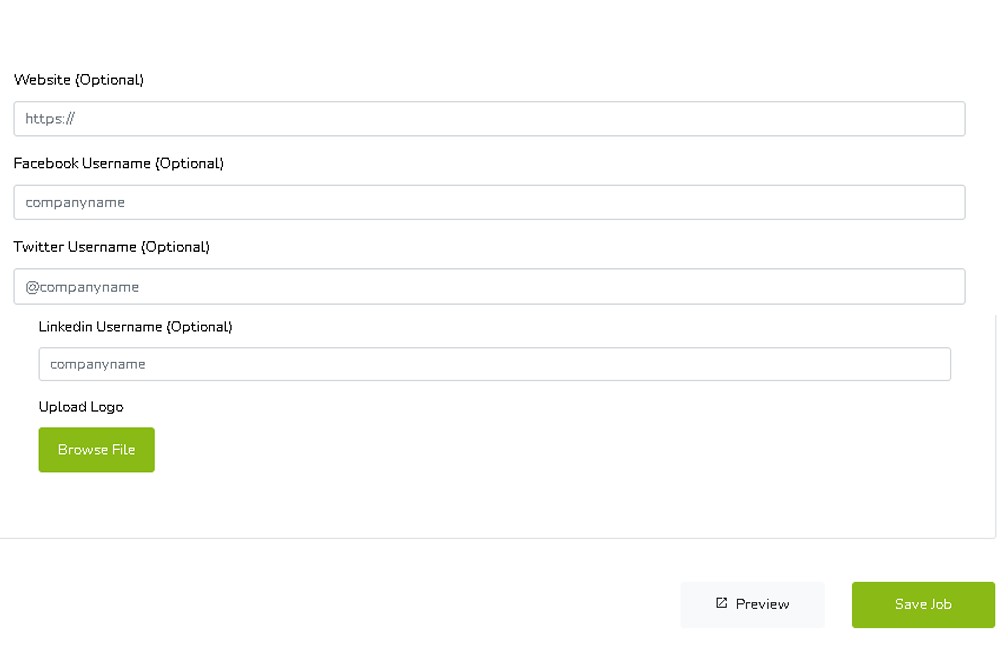 Website (Optional)
https://
Facebook Username (Optional)
companyname
Twitter Username (Optional)
@companyname
Linkedin Username (Optional)
companyname
Upload Logo
Browse File
Preview
Save Job